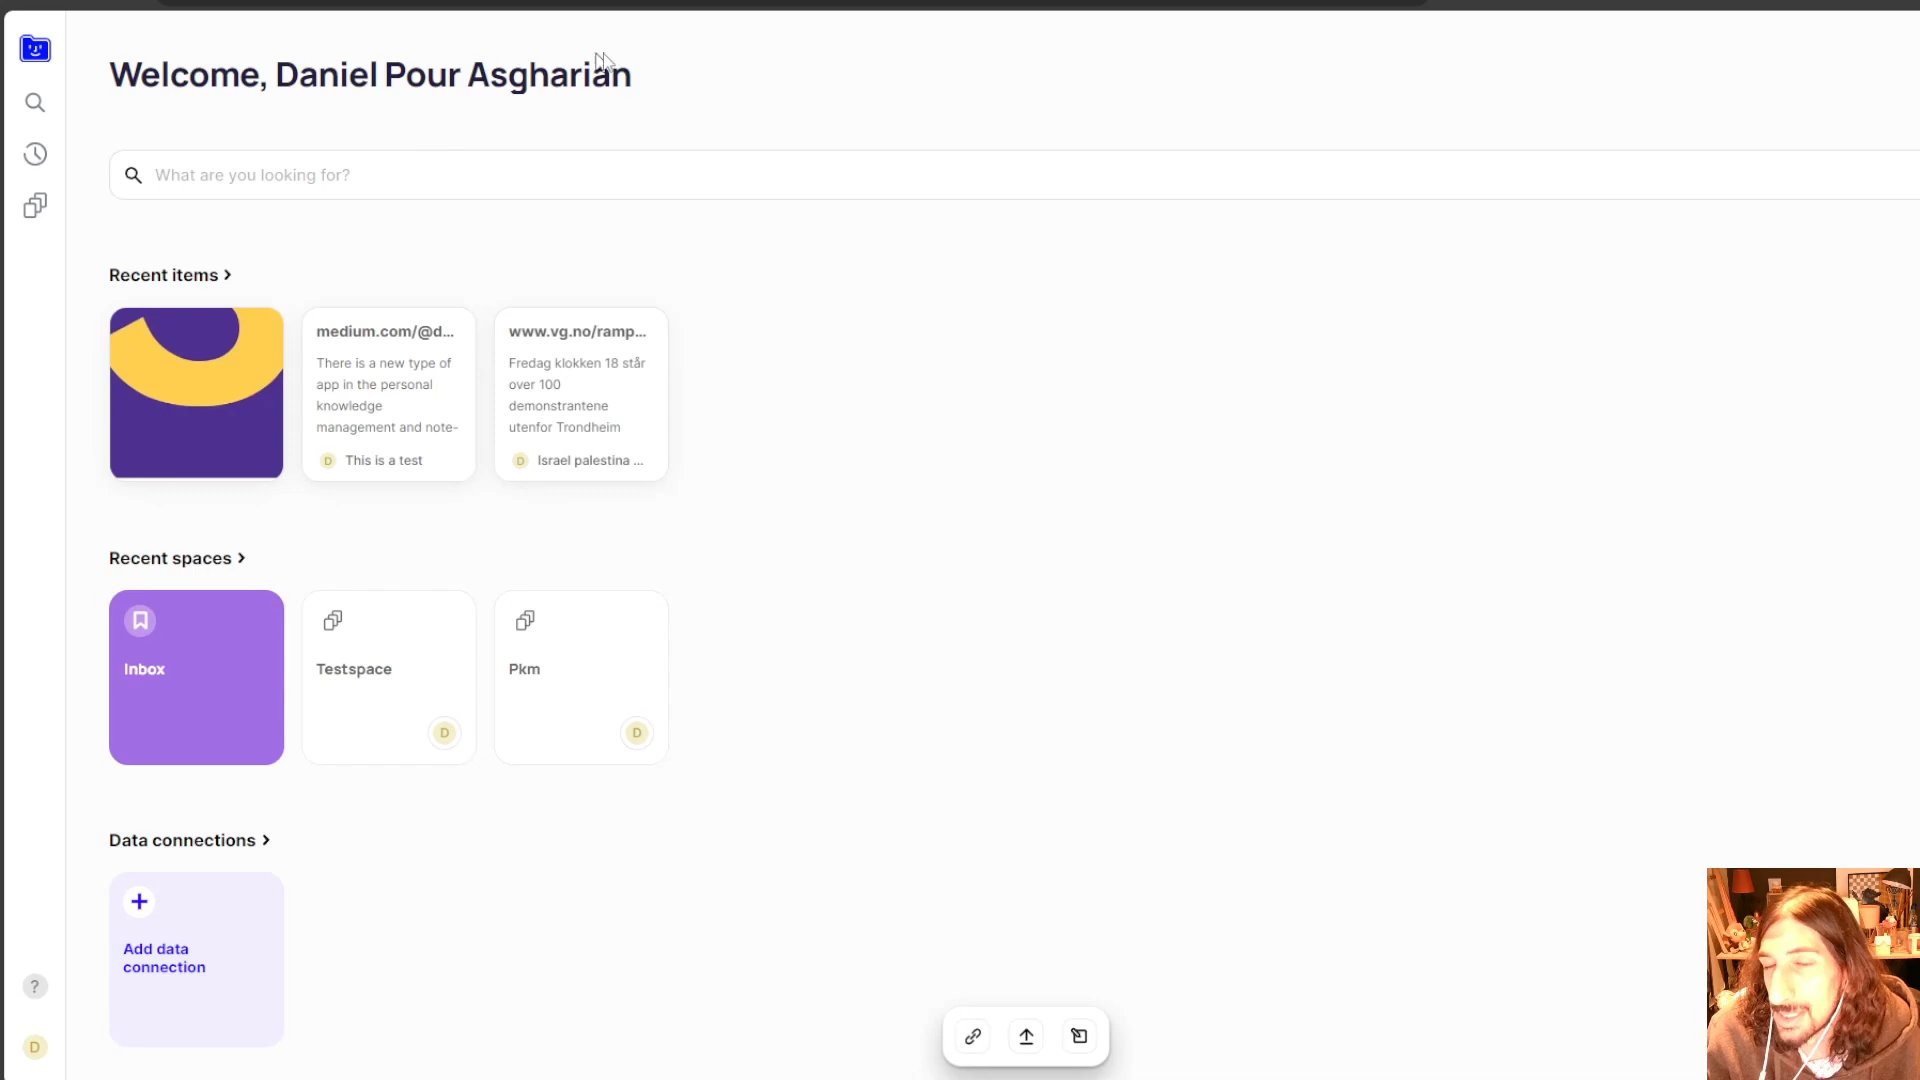 Welcome, Daniel Pour Asgharian
What are you looking for?
Recent items
medium.com/@d...
There is a new type of
app in the personal
knowledge
management and note-
D This is a test
www.vg.no/ramp...
Fredag klokken 18 står
over 100
demonstrantene
utenfor Trondheim
D Israel palestina ...
Recent spaces
Inbox
Testspace
D
Pkm
D
Data connections
Add data
connection
?
D